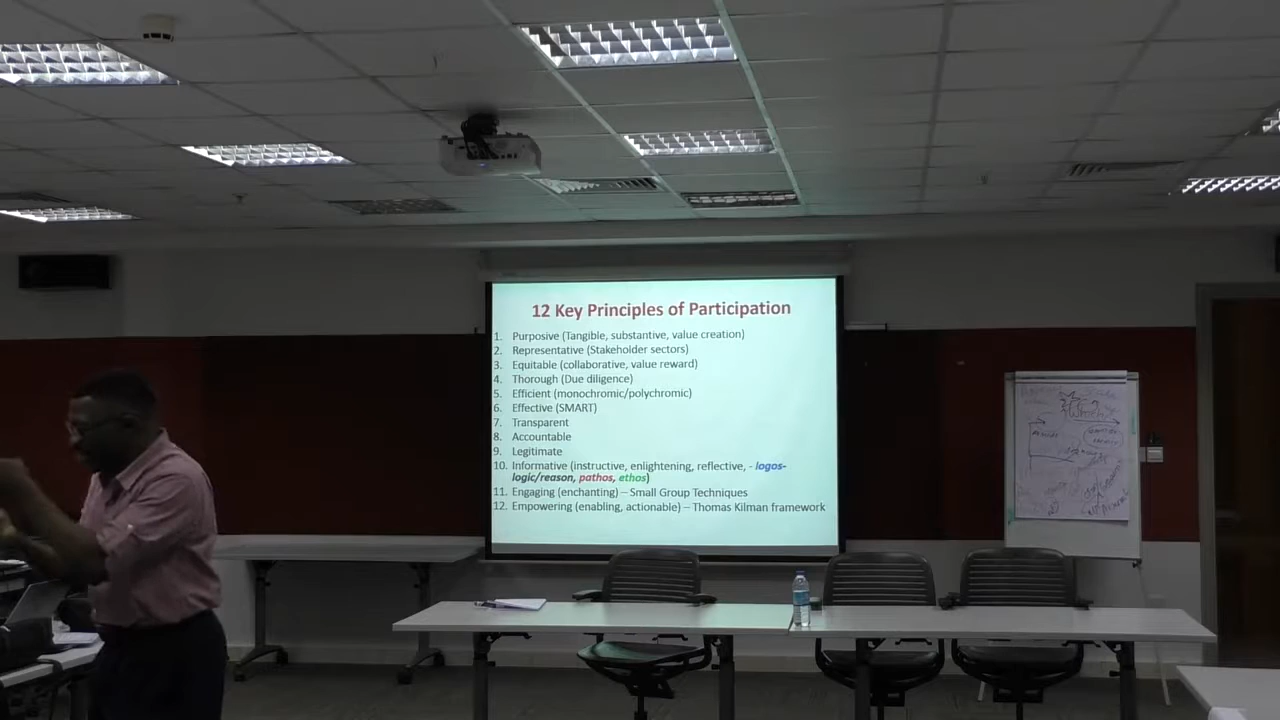 12 Key Principles of Participation
1. Purposive (Tangible, substantive, value creation)
2. Representative (Stakeholder sectors)
3. Equitable (collaborative, value reward)
4. Thorough (Due diligence)
5. Efficient (monochromic/polychromic)
6. Effective (SMART)
7. Transparent
8. Accountable
9. Legitimate
10. Informative (instructive, enlightening, reflective, - logos-
logic/reason, pathos, ethos)
11. Engaging (enchanting) – Small Group Techniques
12. Empowering (enabling, actionable) – Thomas Kilman framework